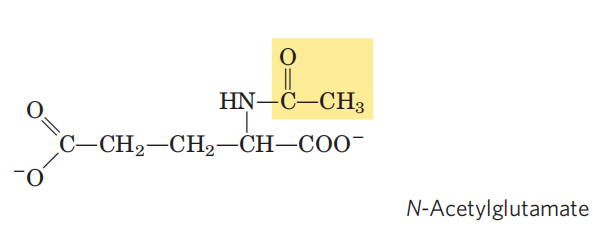 O
HN—C—CH₃
O
C—CH₂—CH₂—CH—COO⁻
⁻O
N-Acetylglutamate